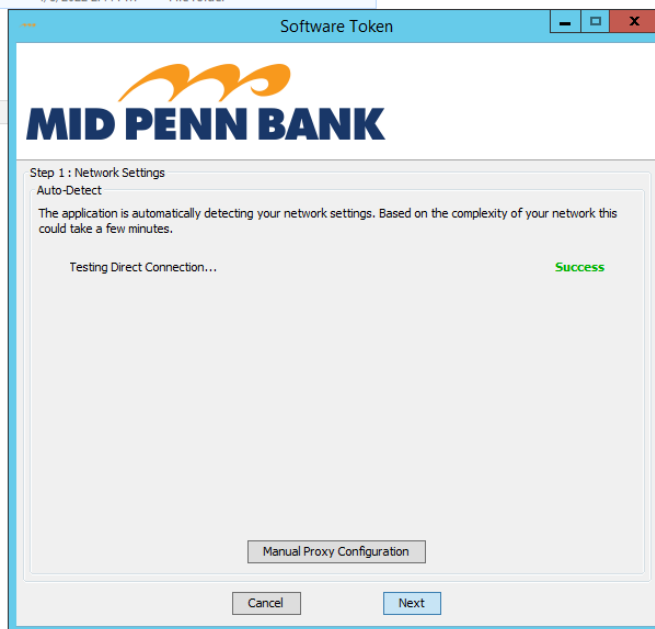 Software Token
MID PENN BANK
Step 1 : Network Settings
Auto-Detect
The application is automatically detecting your network settings. Based on the complexity of your network this
could take a few minutes.
Testing Direct Connection... Success
Manual Proxy Configuration
Cancel Next